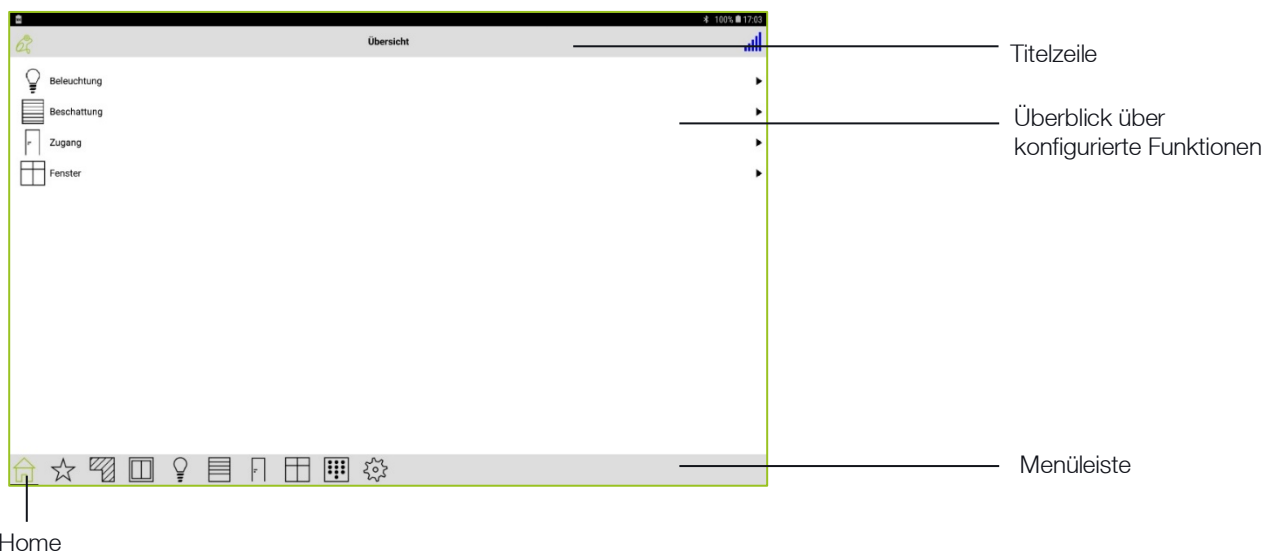 100% 17:03
Übersicht
Titelzeile
Beleuchtung
Beschattung
Überblick über
konfigurierte Funktionen
Zugang
Fenster
Menüleiste
Home